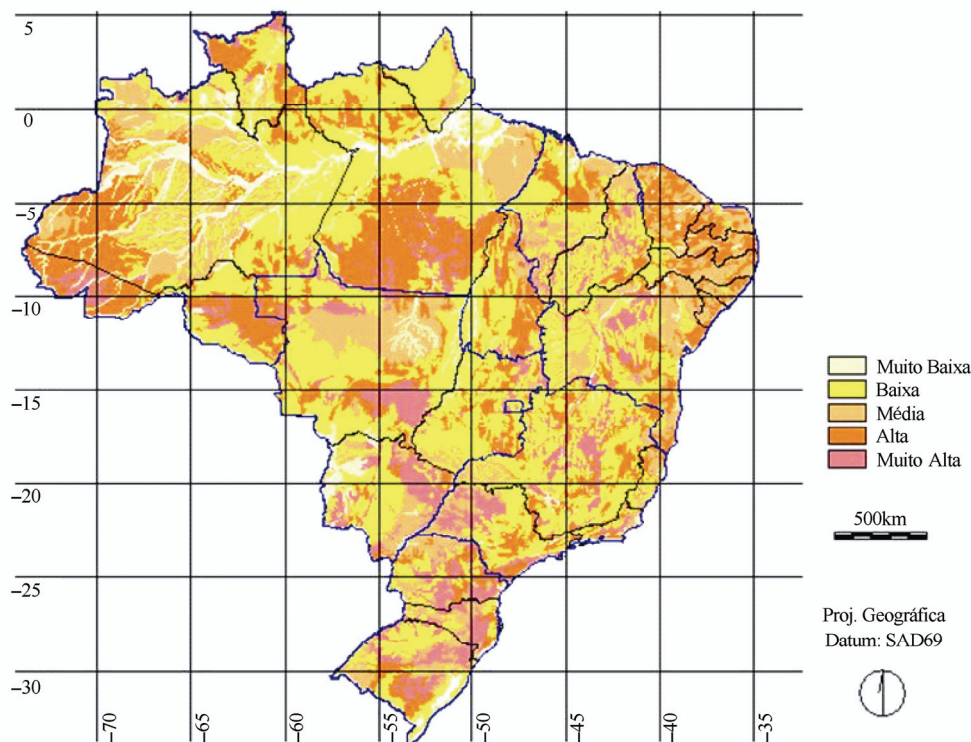 5
0
−5
−10
−15
−20
−25
−30
−70
−65
−60
−55
−50
−45
−40
−35
Muito Baixa
Baixa
Média
Alta
Muito Alta
500km
Proj. Geográfica
Datum: SAD69